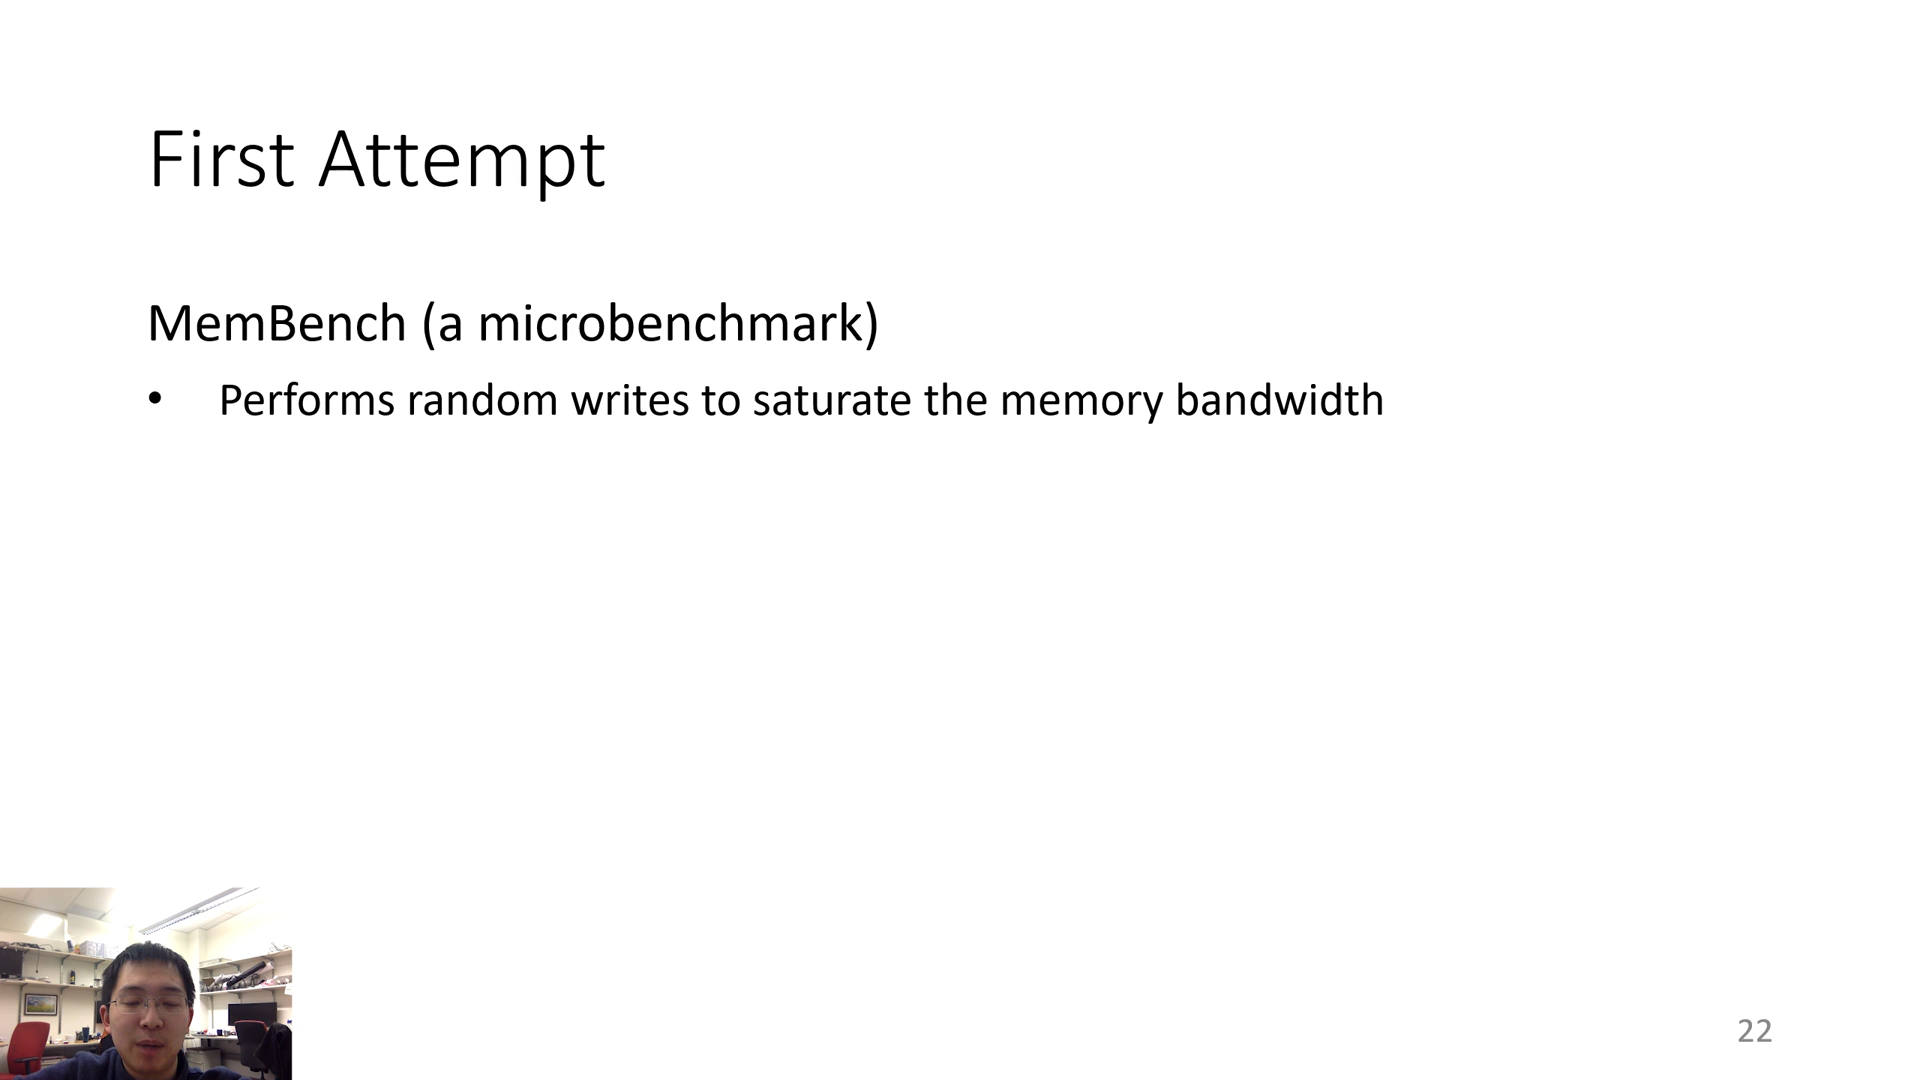 First Attempt
MemBench (a microbenchmark)
• Performs random writes to saturate the memory bandwidth
22